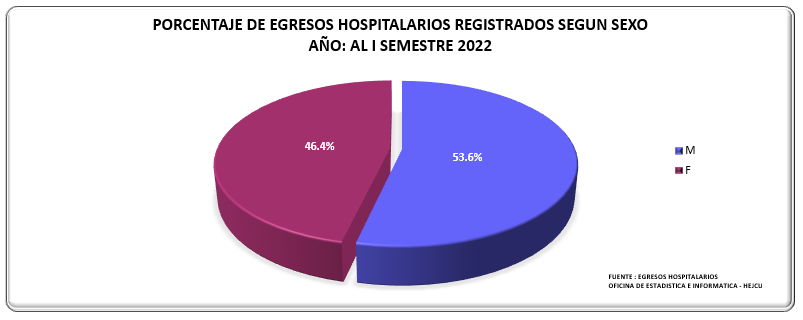 PORCENTAJE DE EGRESOS HOSPITALARIOS REGISTRADOS SEGUN SEXO
AÑO: AL I SEMESTRE 2022
46.4%
53.6%
M
F
FUENTE : EGRESOS HOSPITALARIOS
OFICINA DE ESTADISTICA E INFORMATICA - HEJCU